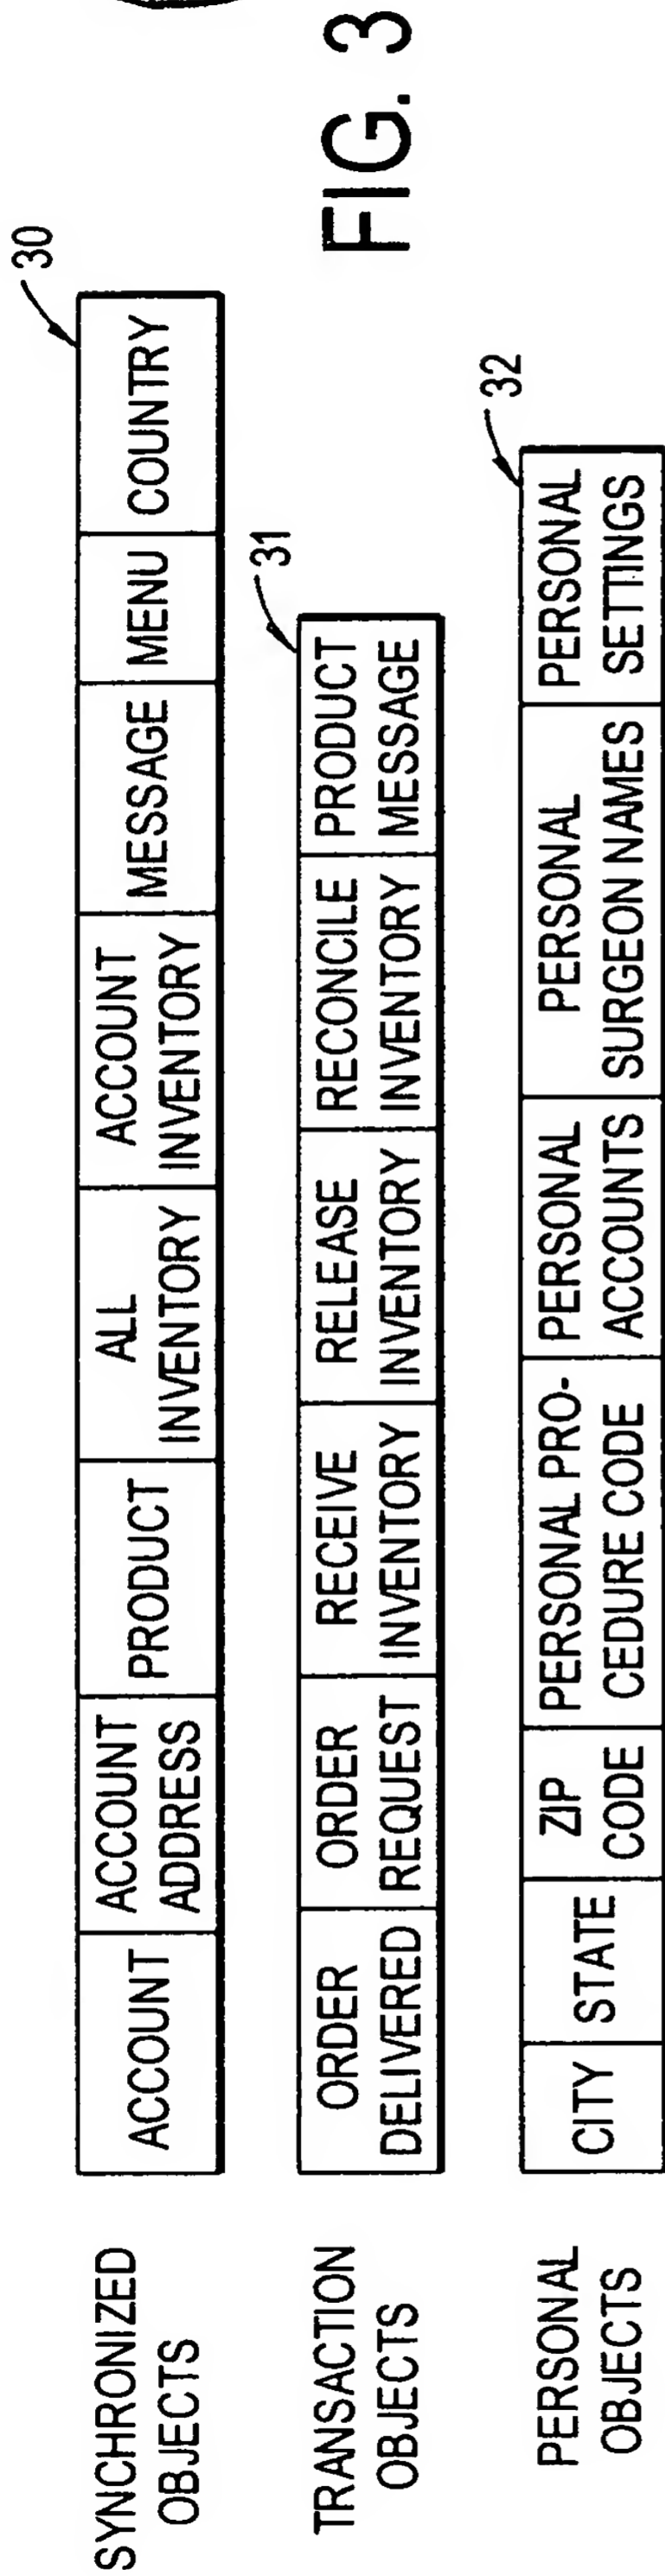 SYNCHRONIZED
OBJECTS
ACCOUNT
ACCOUNT
ADDRESS
PRODUCT
ALL
INVENTORY
ACCOUNT
INVENTORY
MESSAGE
MENU
COUNTRY
30
TRANSACTION
OBJECTS
ORDER
DELIVERED
ORDER
REQUEST
RECEIVE
INVENTORY
RELEASE
INVENTORY
RECONCILE
INVENTORY
PRODUCT
MESSAGE
31
PERSONAL
OBJECTS
CITY
STATE
ZIP
CODE
PERSONAL PRO-
CEDURE CODE
PERSONAL
ACCOUNTS
PERSONAL
SURGEON NAMES
PERSONAL
SETTINGS
32
FIG. 3